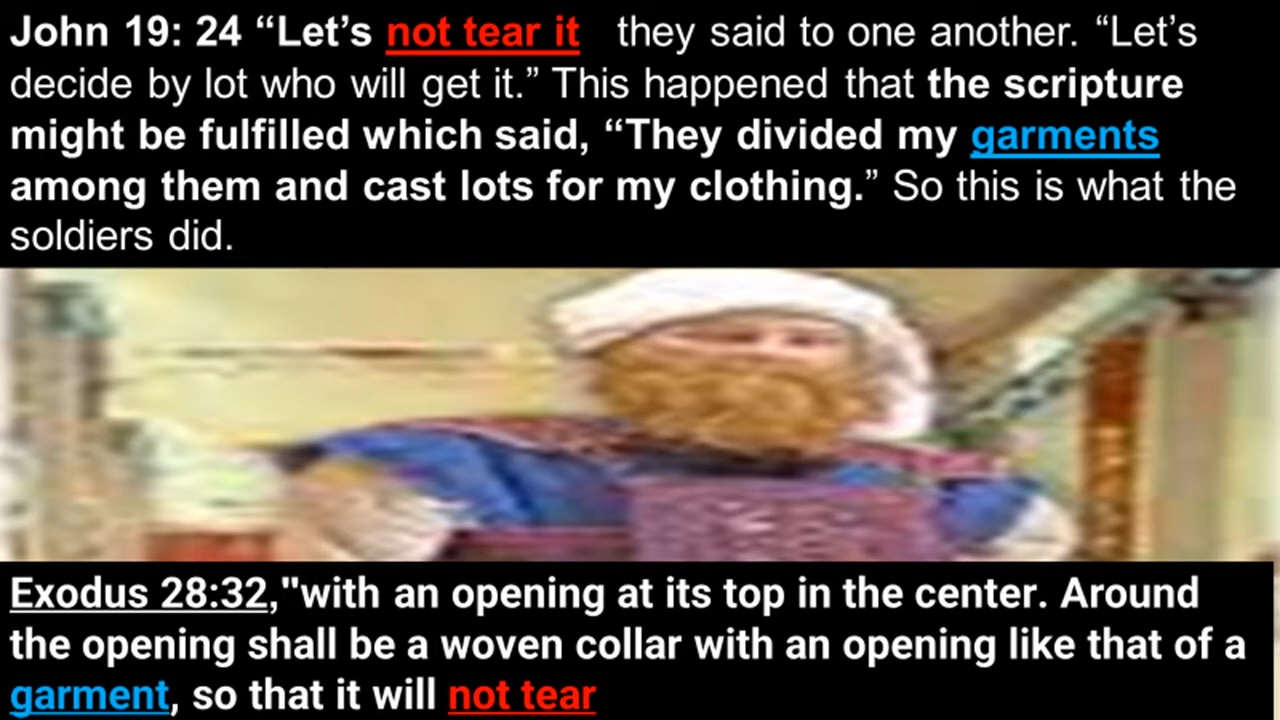 John 19: 24 “Let’s not tear it they said to one another. “Let’s
decide by lot who will get it.” This happened that the scripture
might be fulfilled which said, “They divided my garments
among them and cast lots for my clothing.” So this is what the
soldiers did.
Exodus 28:32,"with an opening at its top in the center. Around
the opening shall be a woven collar with an opening like that of a
garment, so that it will not tear